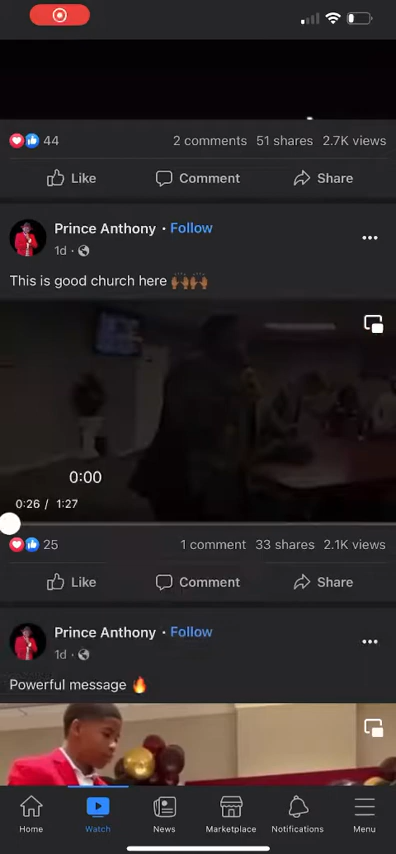 44 2 comments 51 shares 2.7K views
Like Comment Share
Prince Anthony · Follow
1d ·
This is good church here 🙌🏾🙌🏾
0:00
0:26 / 1:27
25 1 comment 33 shares 2.1K views
Like Comment Share
Prince Anthony · Follow
1d ·
Powerful message 🔥
Home Watch News Marketplace Notifications Menu